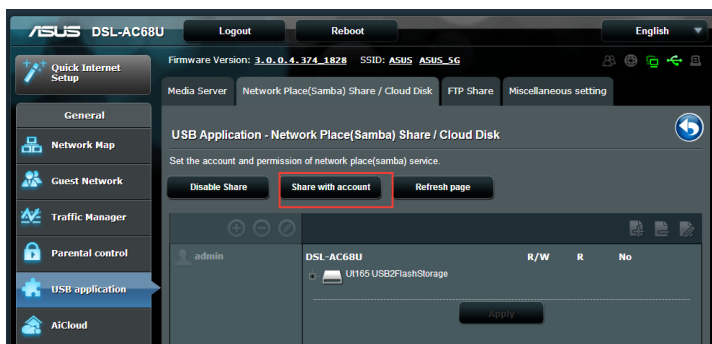 ASUS DSL-AC68U Logout Reboot English
Quick Internet Setup
Firmware Version: 3.0.0.4.374_1828 SSID: ASUS ASUS_5G
Media Server Network Place(Samba) Share / Cloud Disk FTP Share Miscellaneous setting
General
Network Map
Guest Network
Traffic Manager
Parental control
USB application
AiCloud
USB Application - Network Place(Samba) Share / Cloud Disk
Set the account and permission of network place(samba) service.
Disable Share Share with account Refresh page
admin DSL-AC68U R/W R No
Ut165 USB2FlashStorage
Apply